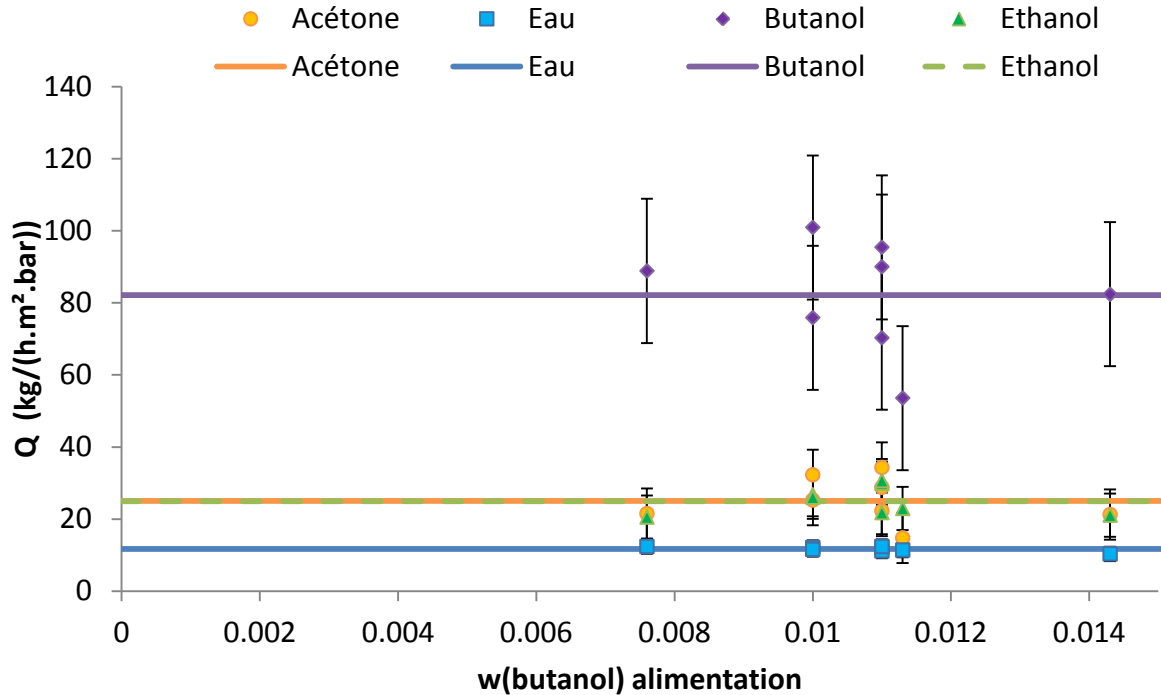 Acétone Eau Butanol Ethanol
Acétone Eau Butanol Ethanol
140
120
100
80
60
40
20
0
Q (kg/(h.m².bar))
0 0.002 0.004 0.006 0.008 0.01 0.012 0.014
w(butanol) alimentation